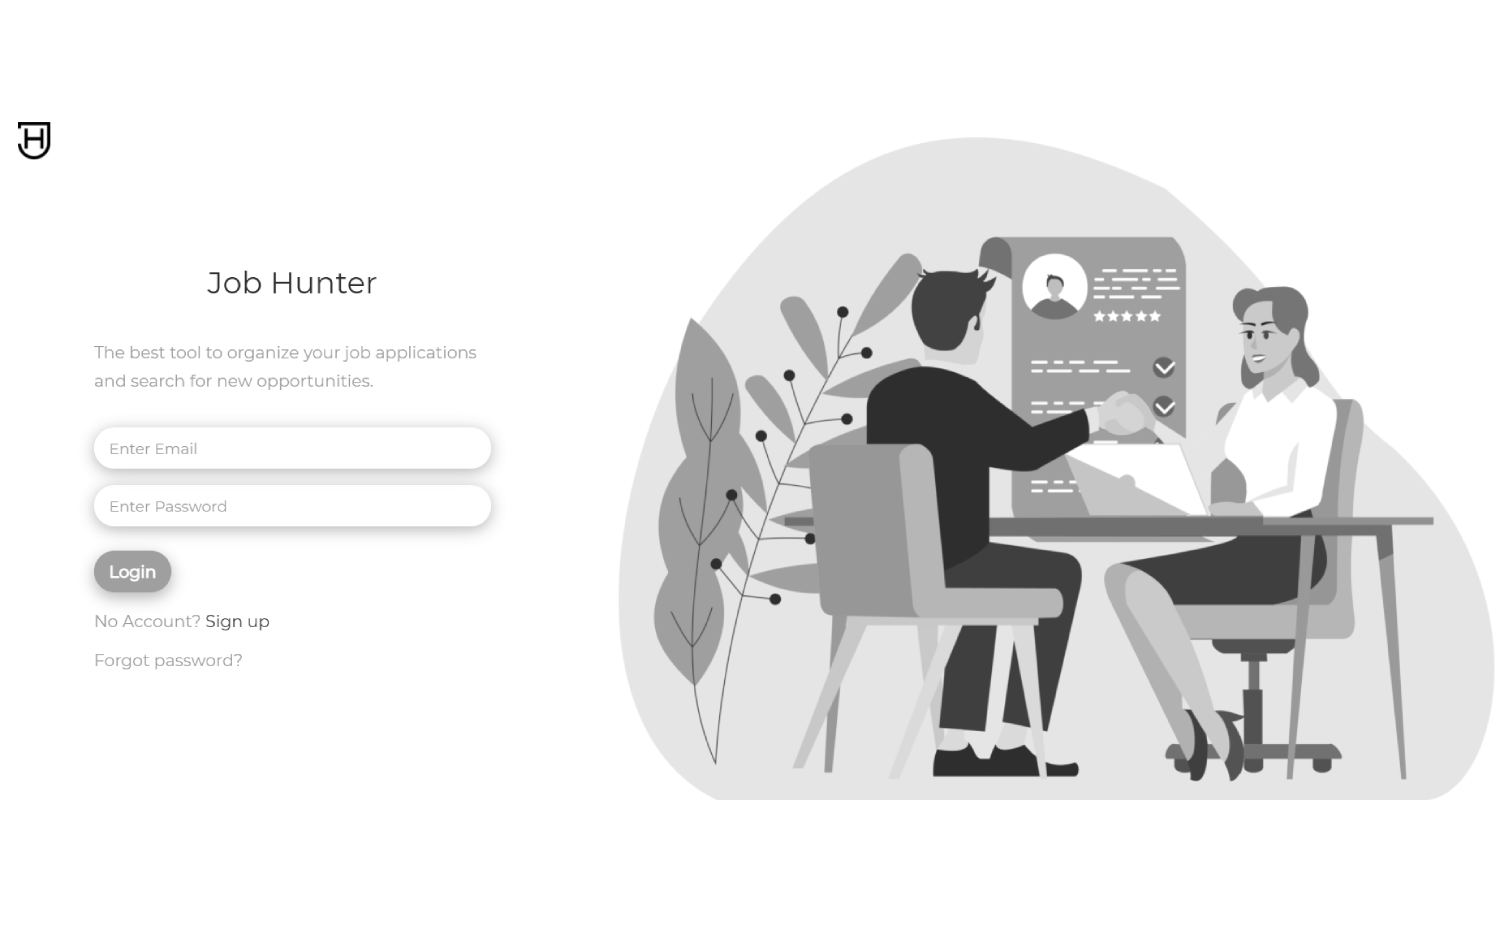 JH
Job Hunter
The best tool to organize your job applications
and search for new opportunities.
Enter Email
Enter Password
Login
No Account? Sign up
Forgot password?